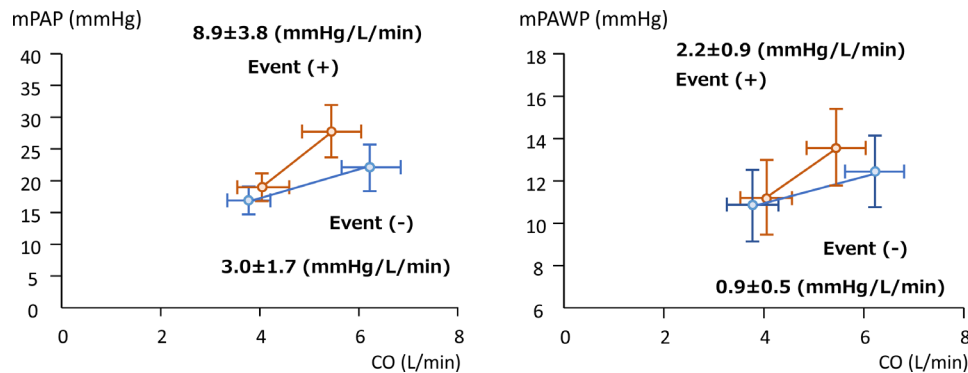 mPAP (mmHg)
8.9±3.8 (mmHg/L/min)
Event (+)
40
35
30
25
20
15
10
5
0
Event (-)
3.0±1.7 (mmHg/L/min)
0 2 4 6 8
CO (L/min)
mPAWP (mmHg)
2.2±0.9 (mmHg/L/min)
Event (+)
18
16
14
12
10
8
6
Event (-)
0.9±0.5 (mmHg/L/min)
0 2 4 6 8
CO (L/min)